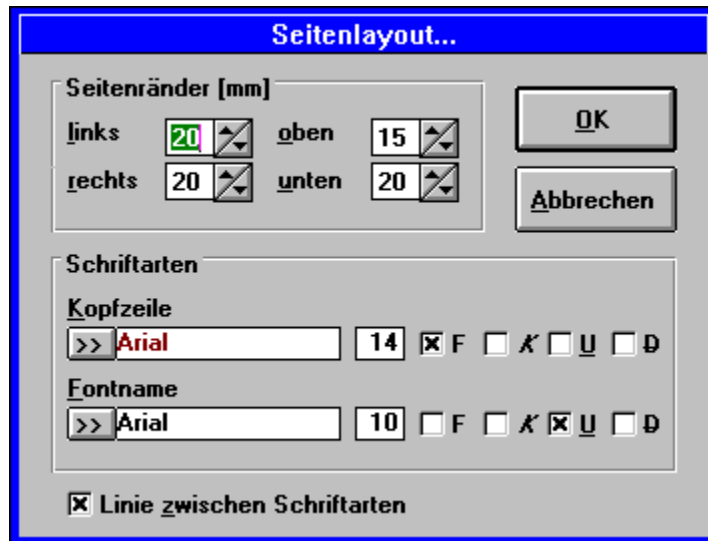 Seitenlayout...
Seitenränder [mm]
links 20 oben 15
rechts 20 unten 20
OK
Abbrechen
Schriftarten
Kopfzeile
>> Arial 14 F K U D
Fontname
>> Arial 10 F K U D
Linie zwischen Schriftarten